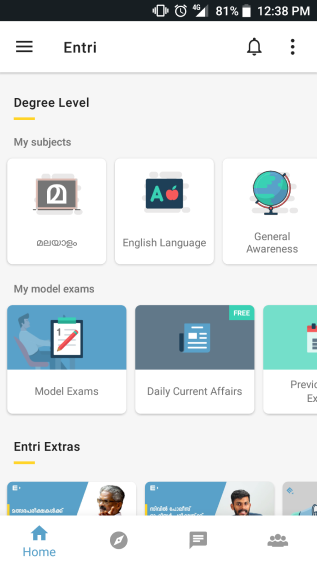 4G 81% 12:38 PM
Entri
Degree Level
My subjects
മ
മലയാളം
A
English Language
General
Awareness
My model exams
1
FREE
Model Exams
Daily Current Affairs
Previo
Ex
Entri Extras
സിവിൽ പോലീസ്
Home